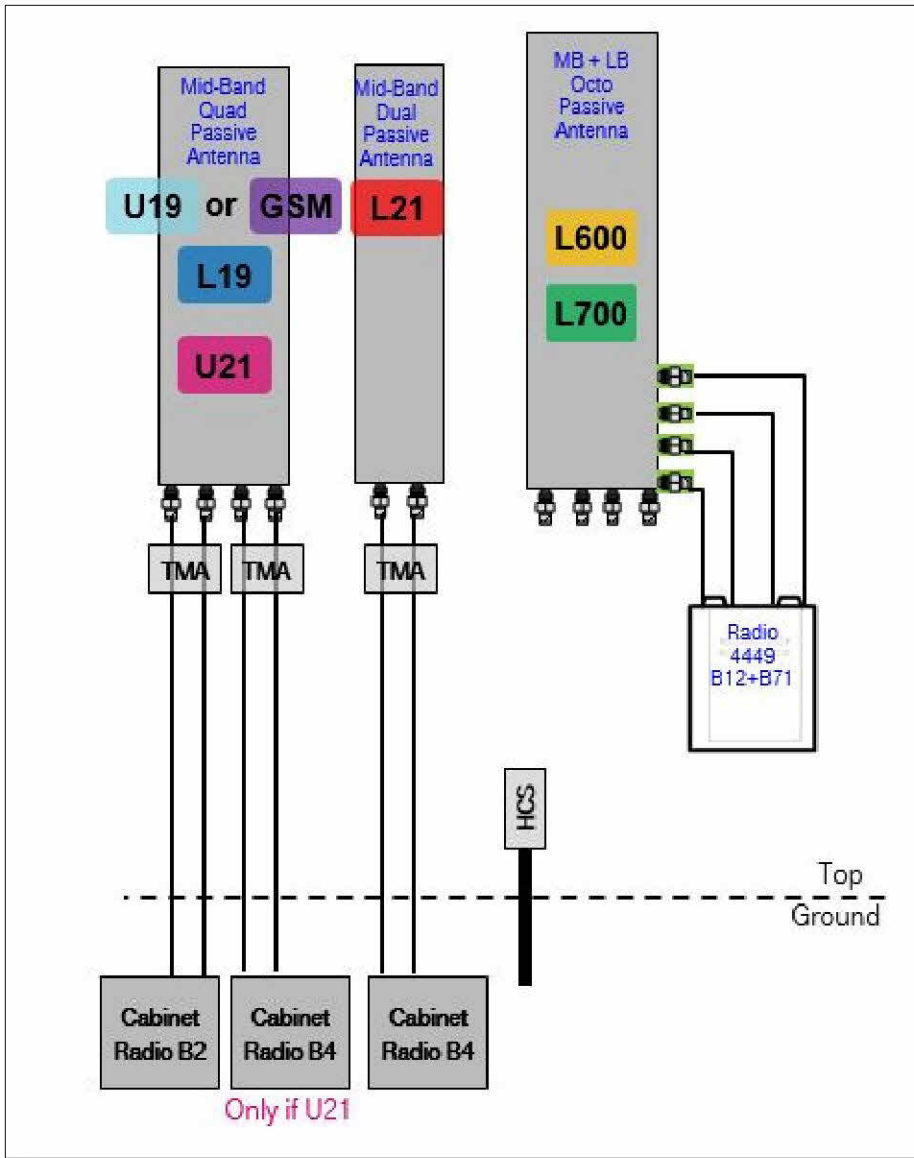 Mid-Band
Quad
Passive
Antenna
U19 or GSM
L19
U21
Mid-Band
Dual
Passive
Antenna
L21
MB + LB
Octo
Passive
Antenna
L600
L700
TMA
TMA
TMA
Radio
4449
B12+B71
HCS
Top
Ground
Cabinet
Radio B2
Cabinet
Radio B4
Only if U21
Cabinet
Radio B4